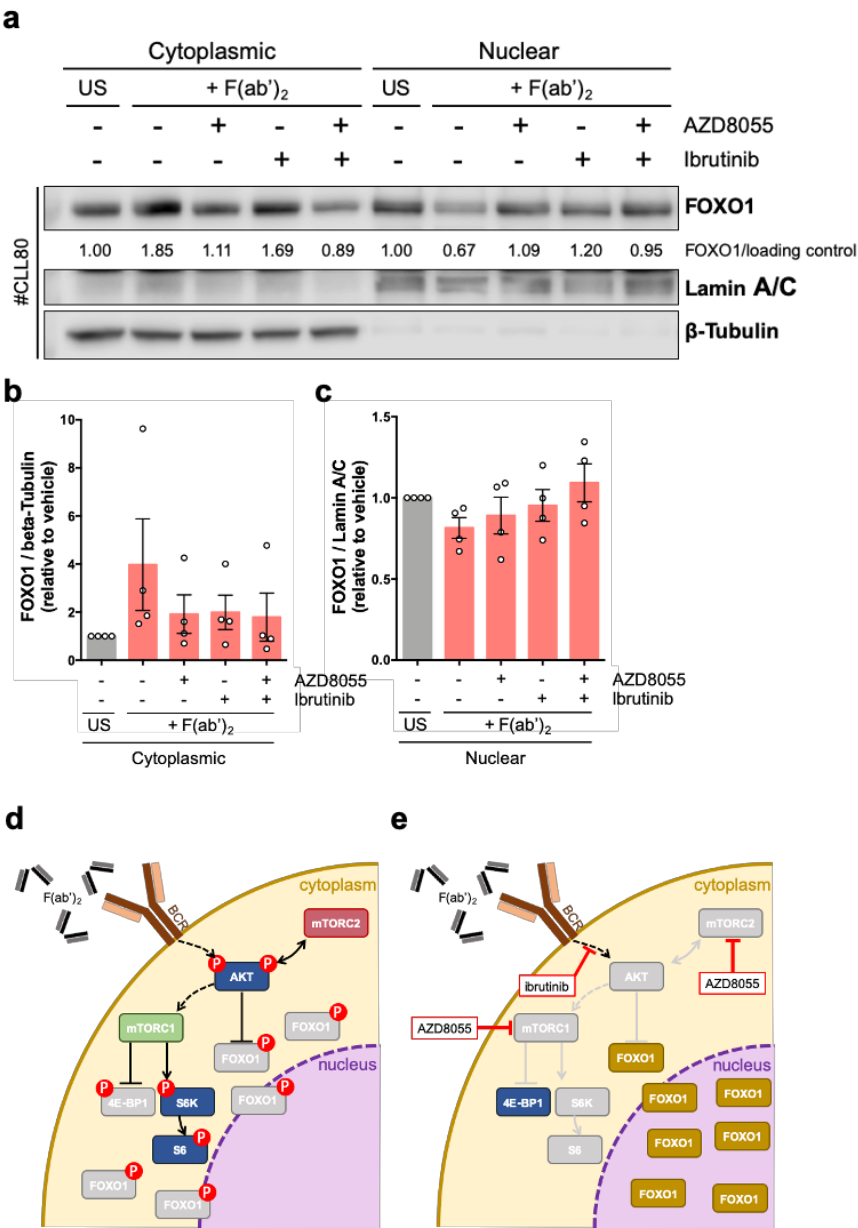 a
Cytoplasmic Nuclear
US + F(ab')₂ US + F(ab')₂
- - + - + - - + - + AZD8055
- - - + + - - - + + Ibrutinib
#CLL80
FOXO1
1.00 1.85 1.11 1.69 0.89 1.00 0.67 1.09 1.20 0.95 FOXO1/loading control
Lamin A/C
β-Tubulin
b
FOXO1 / beta-Tubulin
(relative to vehicle)
10
8
6
4
2
0
- - + - + AZD8055
- - - + + Ibrutinib
US + F(ab')₂
Cytoplasmic
c
FOXO1 / Lamin A/C
(relative to vehicle)
1.5
1.0
0.5
0.0
- - + - + AZD8055
- - - + + Ibrutinib
US + F(ab')₂
Nuclear
d
F(ab')₂
BCR
cytoplasm
mTORC2
P P
AKT
mTORC1
P
FOXO1
P
FOXO1
nucleus
P P P
4E-BP1 S6K FOXO1
P
S6
P
FOXO1
P
FOXO1
e
F(ab')₂
BCR
cytoplasm
mTORC2
AKT
ibrutinib
AZD8055
AZD8055
mTORC1
FOXO1
nucleus
4E-BP1 S6K FOXO1 FOXO1
S6 FOXO1 FOXO1
FOXO1 FOXO1